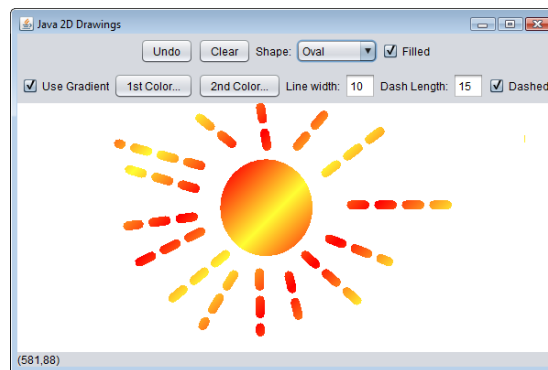 Java 2D Drawings
Undo Clear Shape: Oval Filled
Use Gradient 1st Color... 2nd Color... Line width: 10 Dash Length: 15 Dashed
(581,88)